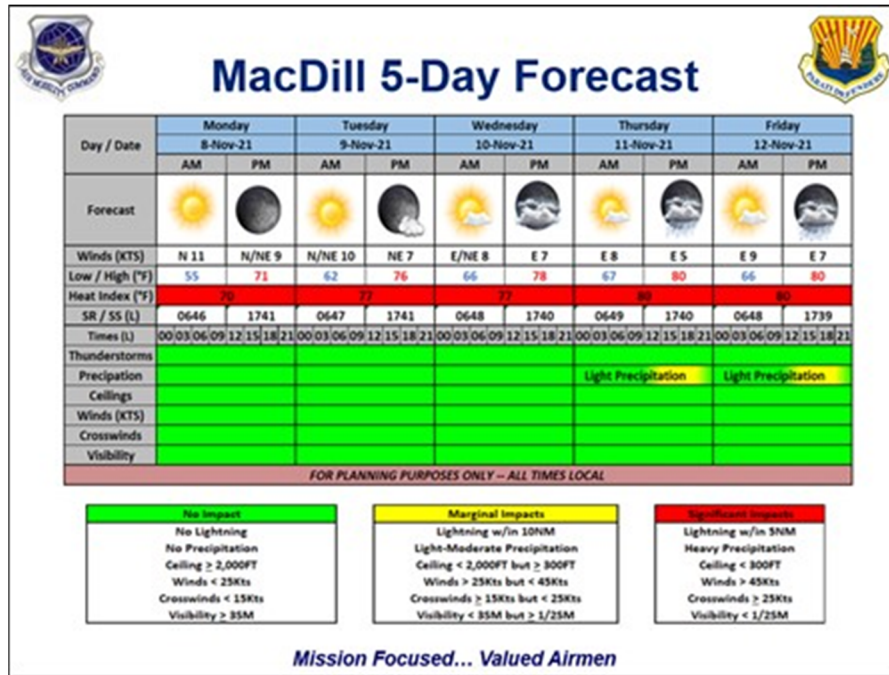 MacDill 5-Day Forecast
AIR MOBILITY COMMAND
PARATI DEFENDERE
Day / Date Monday Tuesday Wednesday Thursday Friday
8-Nov-21 9-Nov-21 10-Nov-21 11-Nov-21 12-Nov-21
AM PM AM PM AM PM AM PM AM PM
Forecast
Winds (KTS) N 11 N/NE 9 N/NE 10 NE 7 E/NE 8 E 7 E 8 E 5 E 9 E 7
Low / High (°F) 55 71 62 76 66 78 67 80 66 80
Heat Index (°F) 70 77 77 80 80
SR / SS (L) 0646 1741 0647 1741 0648 1740 0649 1740 0648 1739
Times (L) 00 03 06 09 12 15 18 21 00 03 06 09 12 15 18 21 00 03 06 09 12 15 18 21 00 03 06 09 12 15 18 21 00 03 06 09 12 15 18 21
Thunderstorms
Precipation Light Precipitation Light Precipitation
Ceilings
Winds (KTS)
Crosswinds
Visibility
FOR PLANNING PURPOSES ONLY -- ALL TIMES LOCAL
No Impact
No Lightning
No Precipitation
Ceiling ≥ 2,000FT
Winds < 25Kts
Crosswinds < 15Kts
Visibility ≥ 3SM
Marginal Impacts
Lightning w/in 10NM
Light-Moderate Precipitation
Ceiling < 2,000FT but ≥ 300FT
Winds > 25Kts but < 45Kts
Crosswinds ≥ 15Kts but < 25Kts
Visibility < 3SM but ≥ 1/2SM
Significant Impacts
Lightning w/in 5NM
Heavy Precipitation
Ceiling < 300FT
Winds > 45Kts
Crosswinds ≥ 25Kts
Visibility < 1/2SM
Mission Focused... Valued Airmen